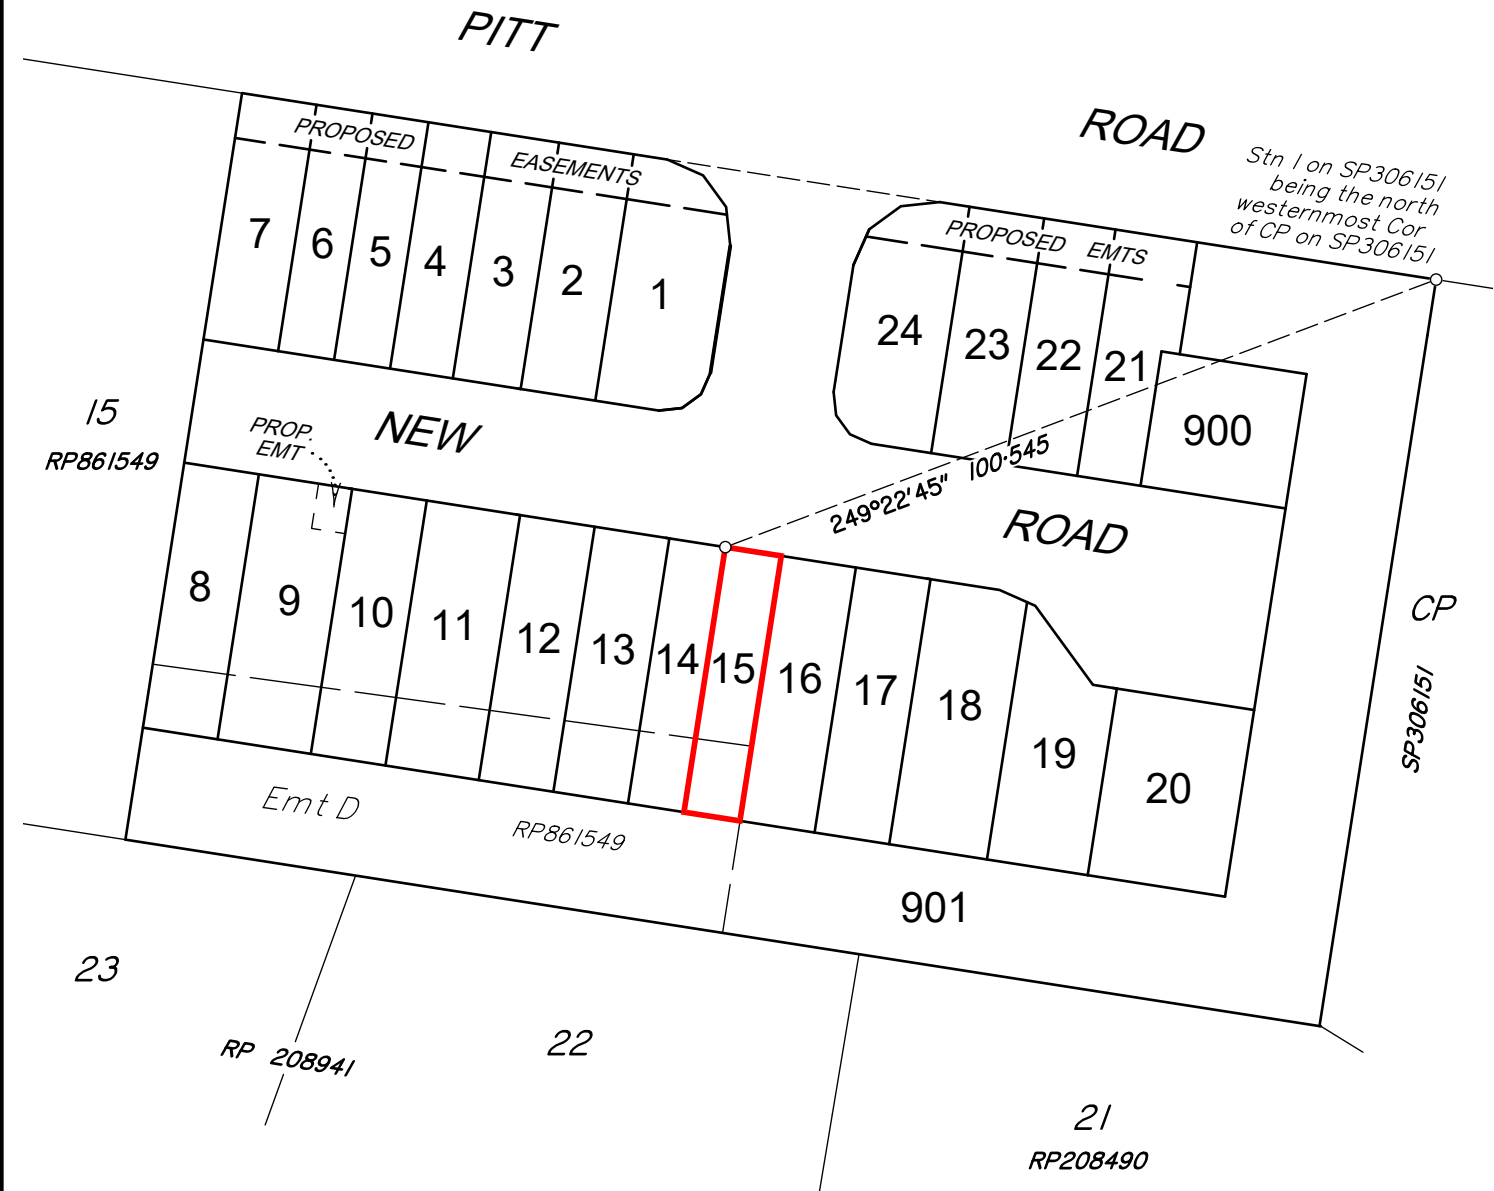 PITT
ROAD
Stn 1 on SP306151
being the north
westernmost Cor
of CP on SP306151
PROPOSED
EASEMENTS
PROPOSED EMTS
7
6
5
4
3
2
1
24
23
22
21
900
15
RP861549
PROP.
EMT
NEW
249°22'45" 100·545
ROAD
8
9
10
11
12
13
14
15
16
17
18
19
20
CP
SP306151
Emt D
RP861549
901
23
RP 208941
22
21
RP208490